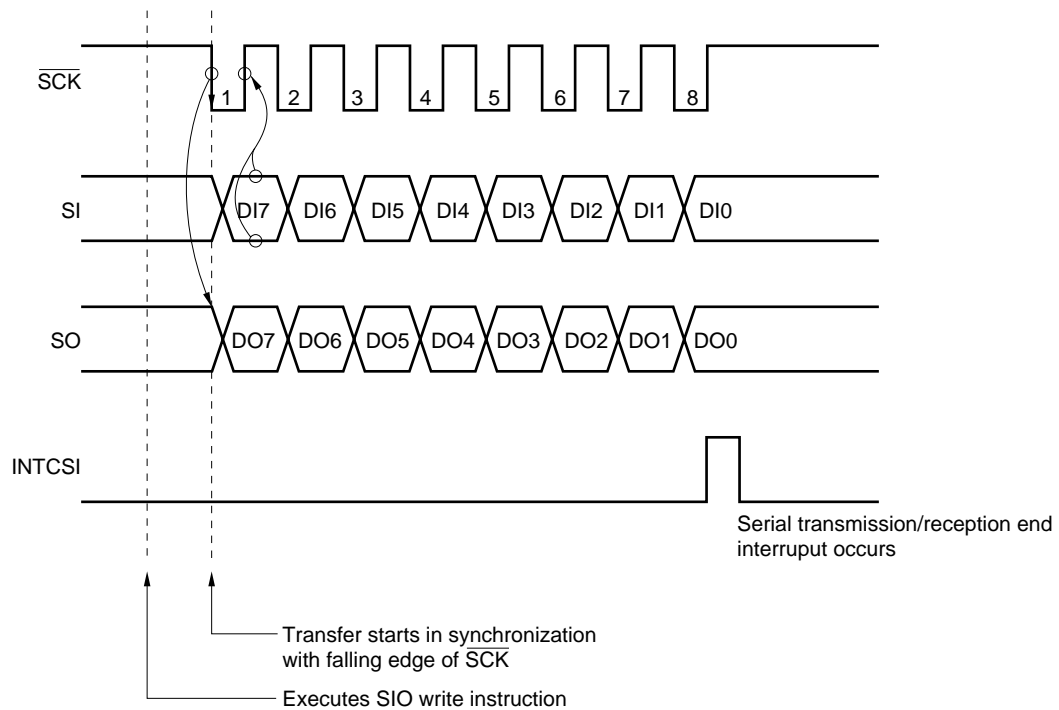 SCK
1 2 3 4 5 6 7 8
SI
DI7 DI6 DI5 DI4 DI3 DI2 DI1 DI0
SO
DO7 DO6 DO5 DO4 DO3 DO2 DO1 DO0
INTCSI
Serial transmission/reception end
interruput occurs
Transfer starts in synchronization
with falling edge of SCK
Executes SIO write instruction